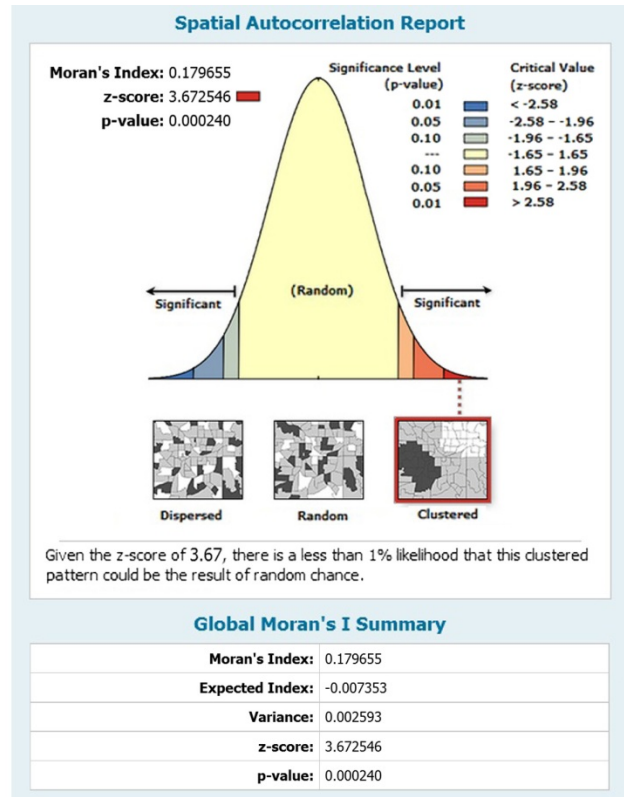 Spatial Autocorrelation Report
Moran's Index: 0.179655
z-score: 3.672546
p-value: 0.000240
Significance Level
(p-value)
Critical Value
(z-score)
0.01 < -2.58
0.05 -2.58 – -1.96
0.10 -1.96 – -1.65
--- -1.65 – 1.65
0.10 1.65 – 1.96
0.05 1.96 – 2.58
0.01 > 2.58
(Random)
Significant
Significant
Dispersed
Random
Clustered
Given the z-score of 3.67, there is a less than 1% likelihood that this clustered
pattern could be the result of random chance.
Global Moran's I Summary
Moran's Index: 0.179655
Expected Index: -0.007353
Variance: 0.002593
z-score: 3.672546
p-value: 0.000240